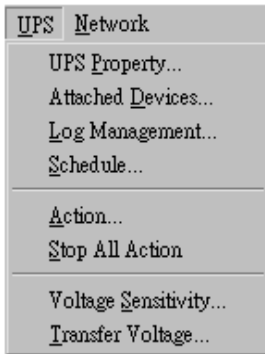 UPS Network
UPS Property...
Attached Devices...
Log Management...
Schedule...
Action...
Stop All Action
Voltage Sensitivity...
Transfer Voltage...